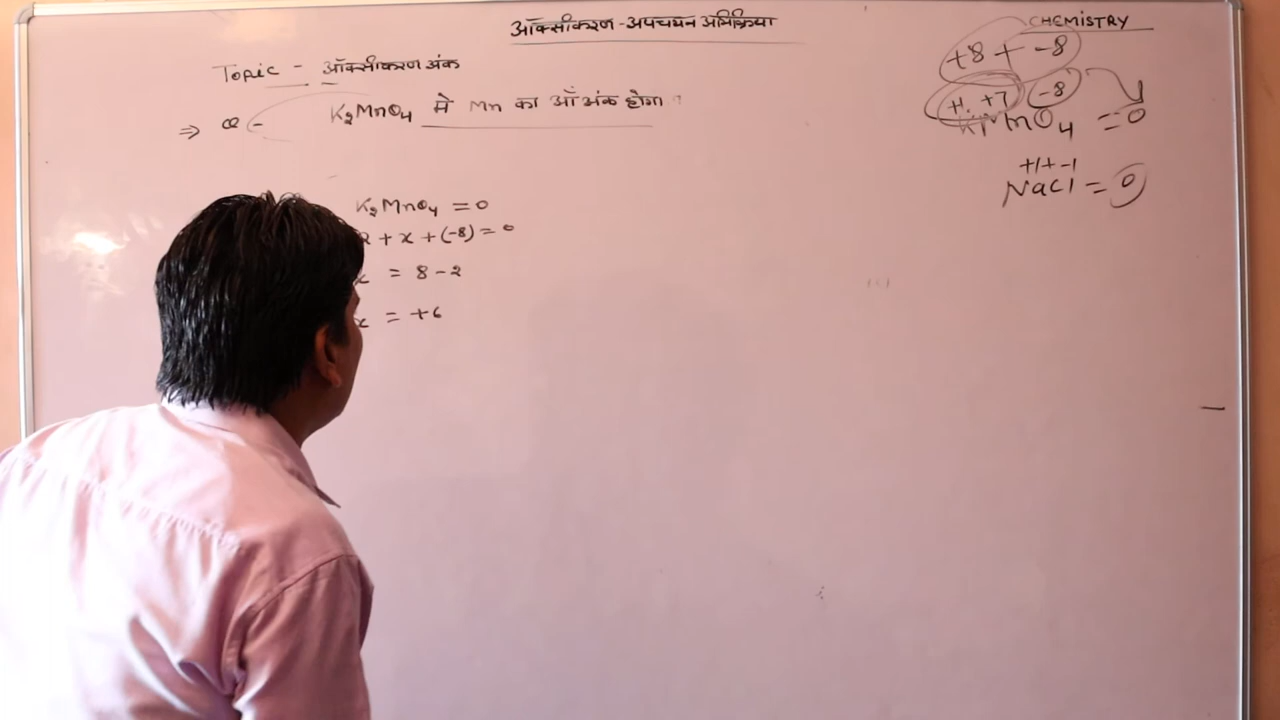 ऑक्सीकरण-अपचयन अभिक्रिया
CHEMISTRY
Topic - ऑक्सीकरण अंक
⇒ Q - K₂MnO₄ में Mn का ऑ॰ अंक होगा
K₂MnO₄ = 0
2 + x + (-8) = 0
x = 8-2
x = +6
+8 + -8
+1, +7 -8
KMnO₄ = 0
+1 + -1
NaCl = 0